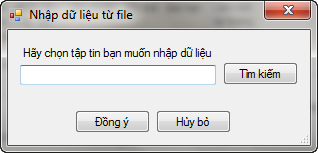 Nhập dữ liệu từ file
Hãy chọn tập tin bạn muốn nhập dữ liệu
Tìm kiếm
Đồng ý
Hủy bỏ